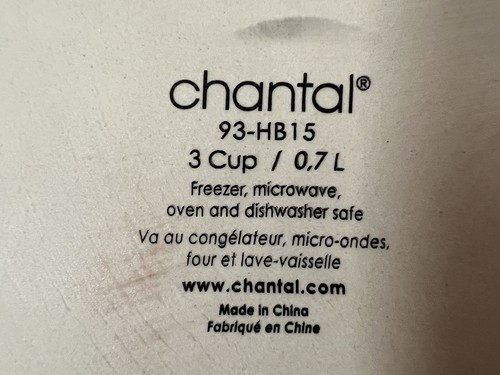 chantal®
93-HB15
3 Cup / 0,7 L
Freezer, microwave,
oven and dishwasher safe
Va au congélateur, micro-ondes,
four et lave-vaisselle
www.chantal.com
Made in China
Fabriqué en Chine